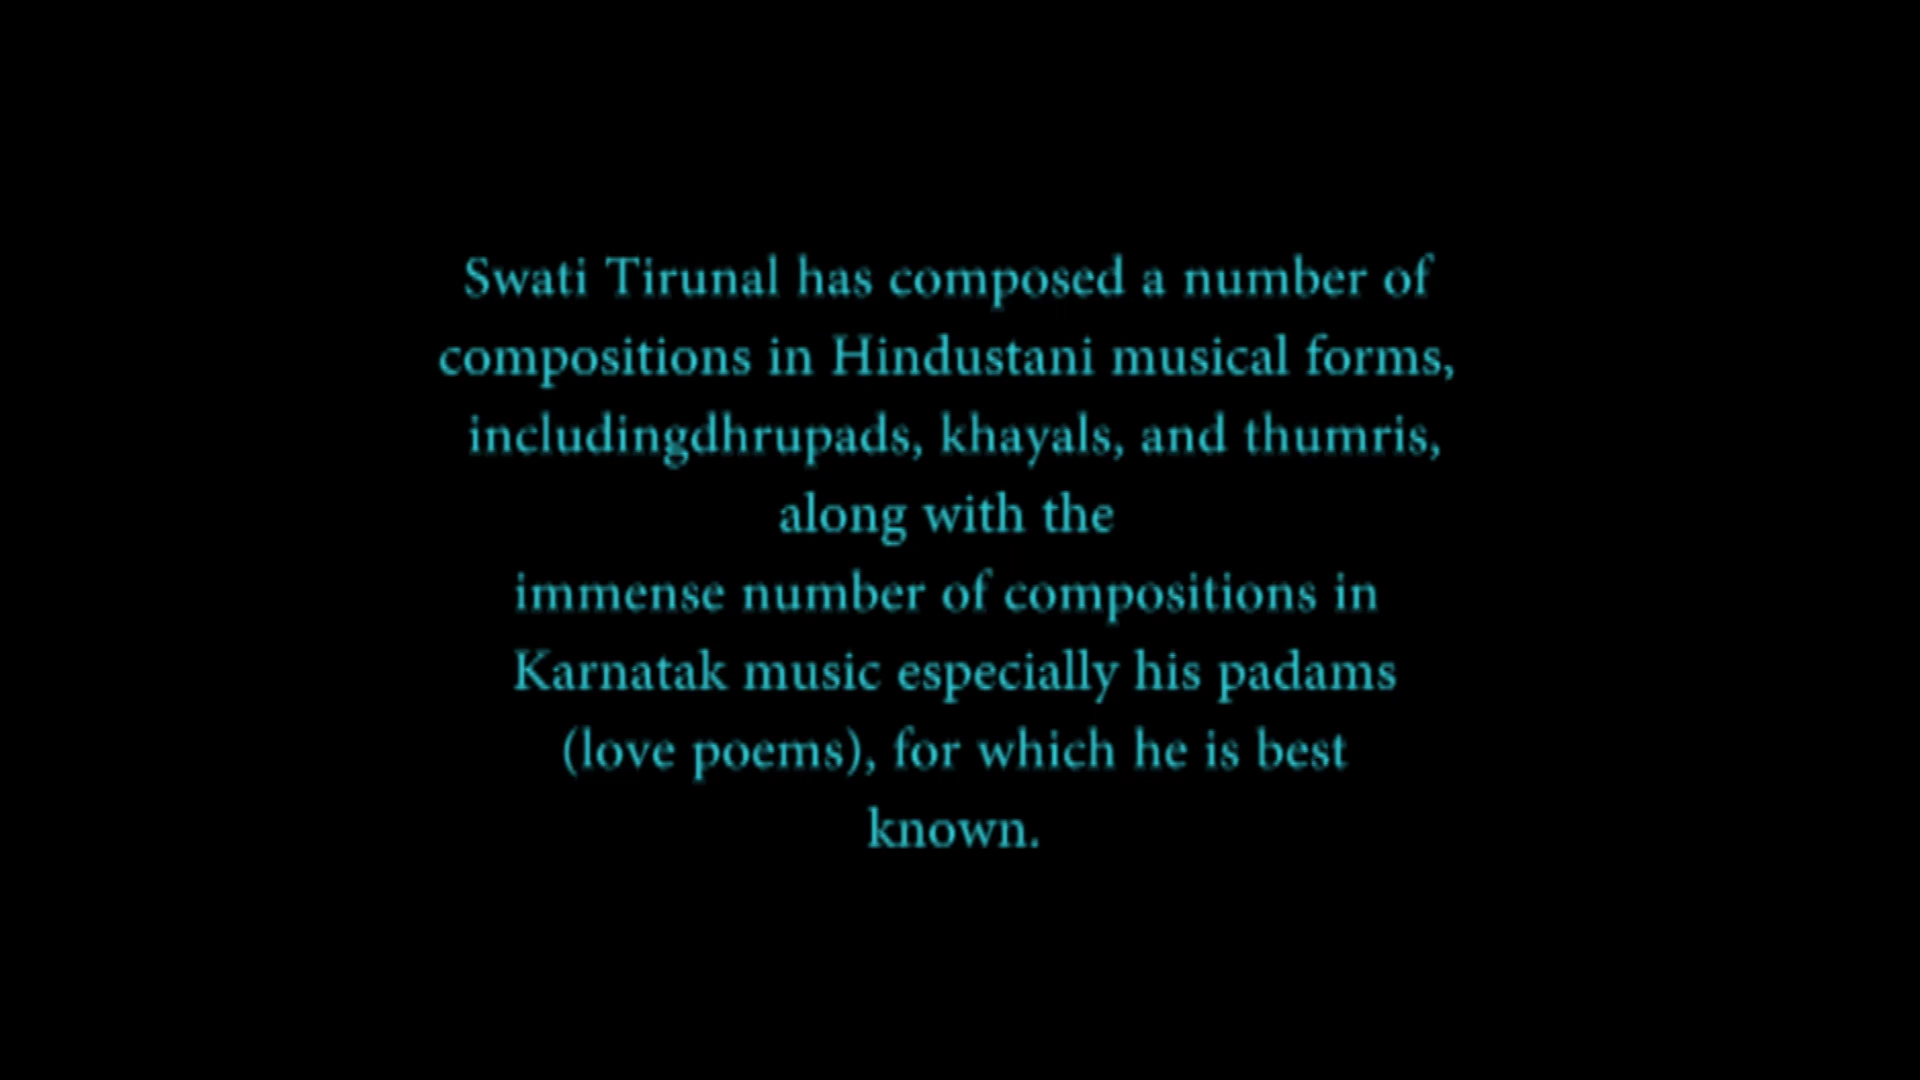 Swati Tirunal has composed a number of
compositions in Hindustani musical forms,
includingdhrupads, khayals, and thumris,
along with the
immense number of compositions in
Karnatak music especially his padams
(love poems), for which he is best
known.